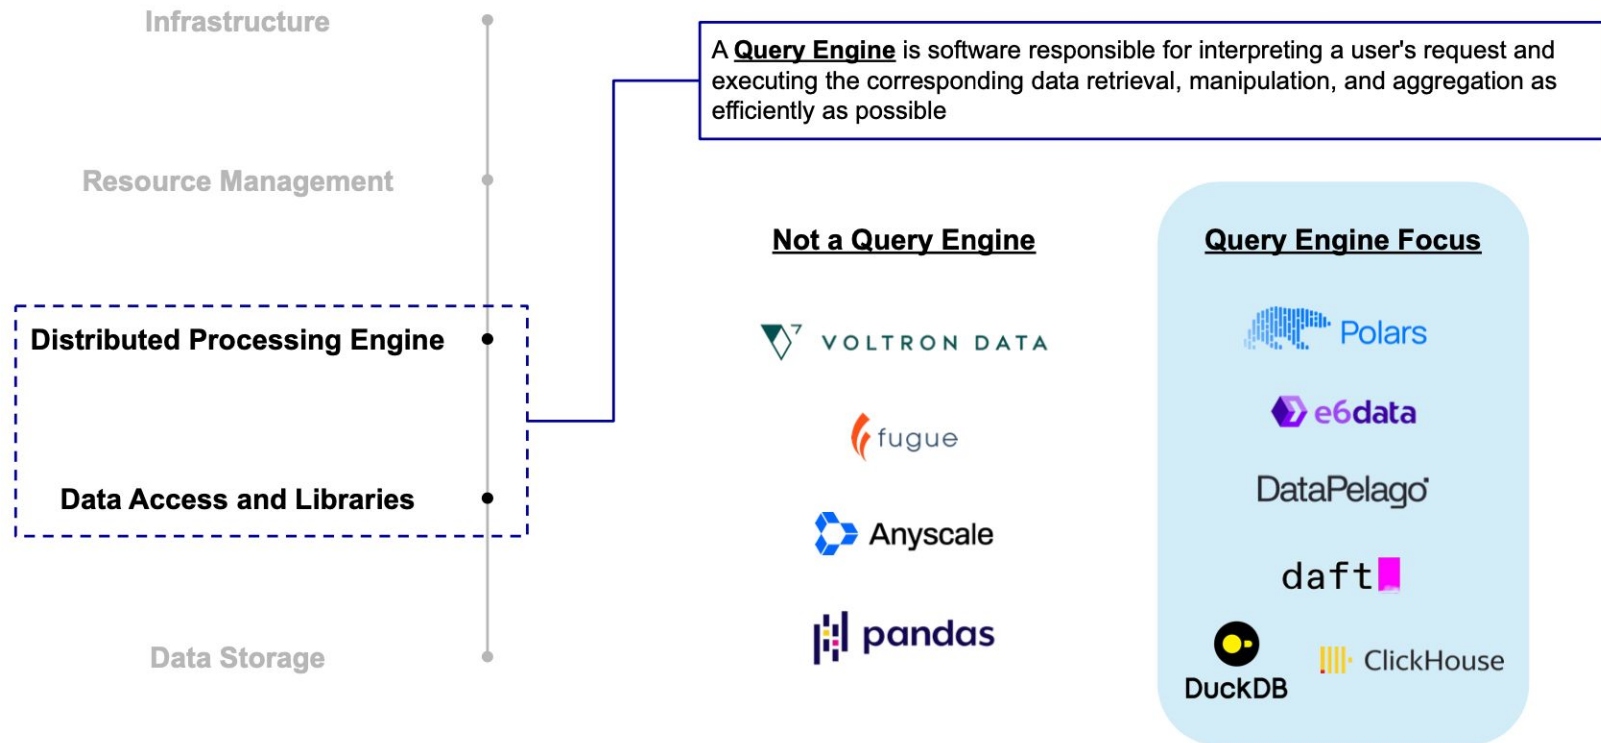 Infrastructure
Resource Management
Distributed Processing Engine
Data Access and Libraries
Data Storage
A Query Engine is software responsible for interpreting a user's request and
executing the corresponding data retrieval, manipulation, and aggregation as
efficiently as possible
Not a Query Engine
VOLTRON DATA
fugue
Anyscale
pandas
Query Engine Focus
Polars
e6data
DataPelago
daft
DuckDB
ClickHouse